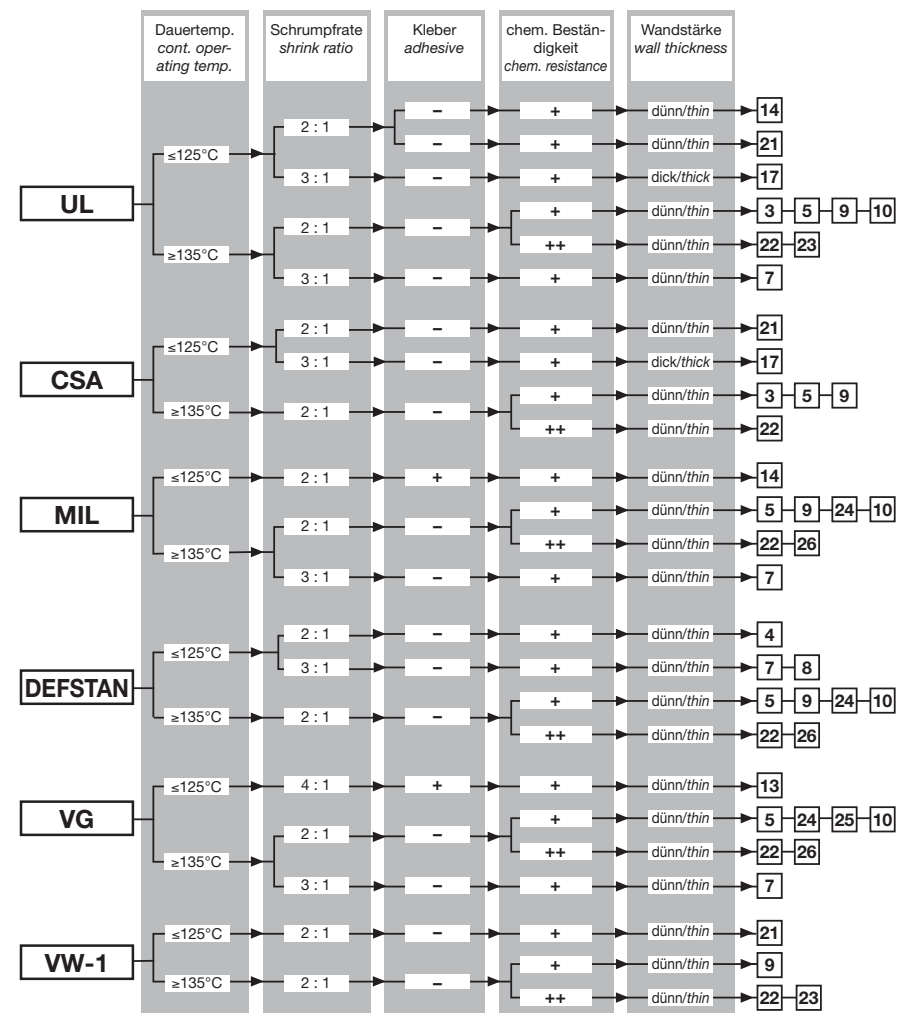 Dauertemp.
cont. oper-
ating temp.
Schrumpfrate
shrink ratio
Kleber
adhesive
chem. Bestän-
digkeit
chem. resistance
Wandstärke
wall thickness
UL
≤125°C
2 : 1
– + dünn/thin 14
– + dünn/thin 21
3 : 1 – + dick/thick 17
≥135°C
2 : 1 –
+ dünn/thin 3 5 9 10
++ dünn/thin 22 23
3 : 1 – + dünn/thin 7
CSA
≤125°C
2 : 1 – + dünn/thin 21
3 : 1 – + dick/thick 17
≥135°C 2 : 1 –
+ dünn/thin 3 5 9
++ dünn/thin 22
MIL
≤125°C 2 : 1 + + dünn/thin 14
≥135°C
2 : 1 –
+ dünn/thin 5 9 24 10
++ dünn/thin 22 26
3 : 1 – + dünn/thin 7
DEFSTAN
≤125°C
2 : 1 – + dünn/thin 4
3 : 1 – + dünn/thin 7 8
≥135°C 2 : 1 –
+ dünn/thin 5 9 24 10
++ dünn/thin 22 26
VG
≤125°C 4 : 1 + + dünn/thin 13
≥135°C
2 : 1 –
+ dünn/thin 5 24 25 10
++ dünn/thin 22 26
3 : 1 – + dünn/thin 7
VW-1
≤125°C 2 : 1 – + dünn/thin 21
≥135°C 2 : 1 –
+ dünn/thin 9
++ dünn/thin 22 23